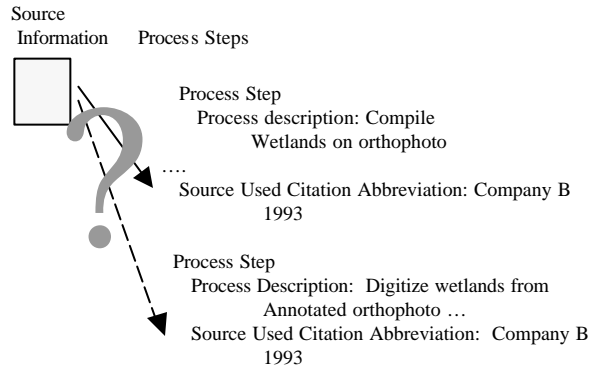 Source
Information Process Steps
?
Process Step
Process description: Compile
Wetlands on orthophoto
....
Source Used Citation Abbreviation: Company B
1993
Process Step
Process Description: Digitize wetlands from
Annotated orthophoto ...
Source Used Citation Abbreviation: Company B
1993